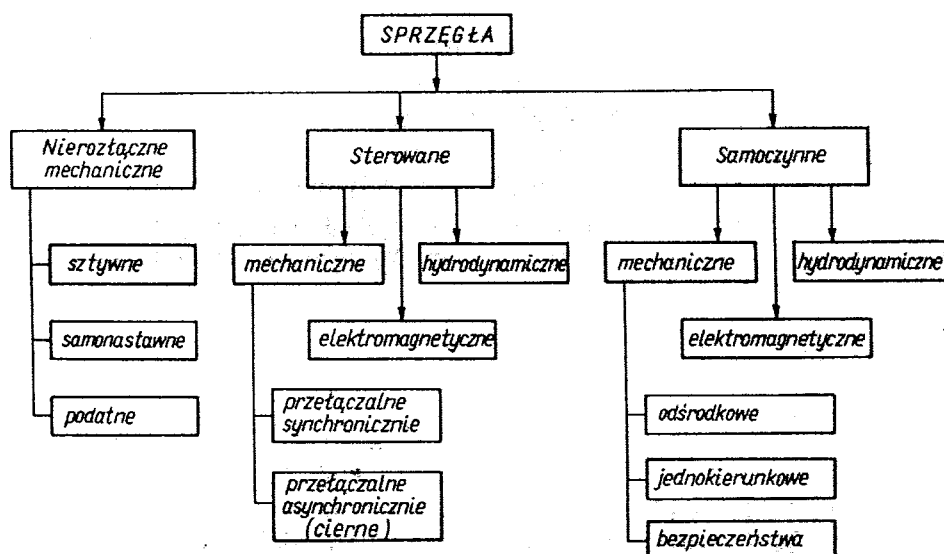 SPRZĘGŁA
Nierozłączne
mechaniczne
sztywne
samonastawne
podatne
Sterowane
mechaniczne
hydrodynamiczne
elektromagnetyczne
przełączalne
synchronicznie
przełączalne
asynchronicznie
(cierne)
Samoczynne
mechaniczne
hydrodynamiczne
elektromagnetyczne
odśrodkowe
jednokierunkowe
bezpieczeństwa